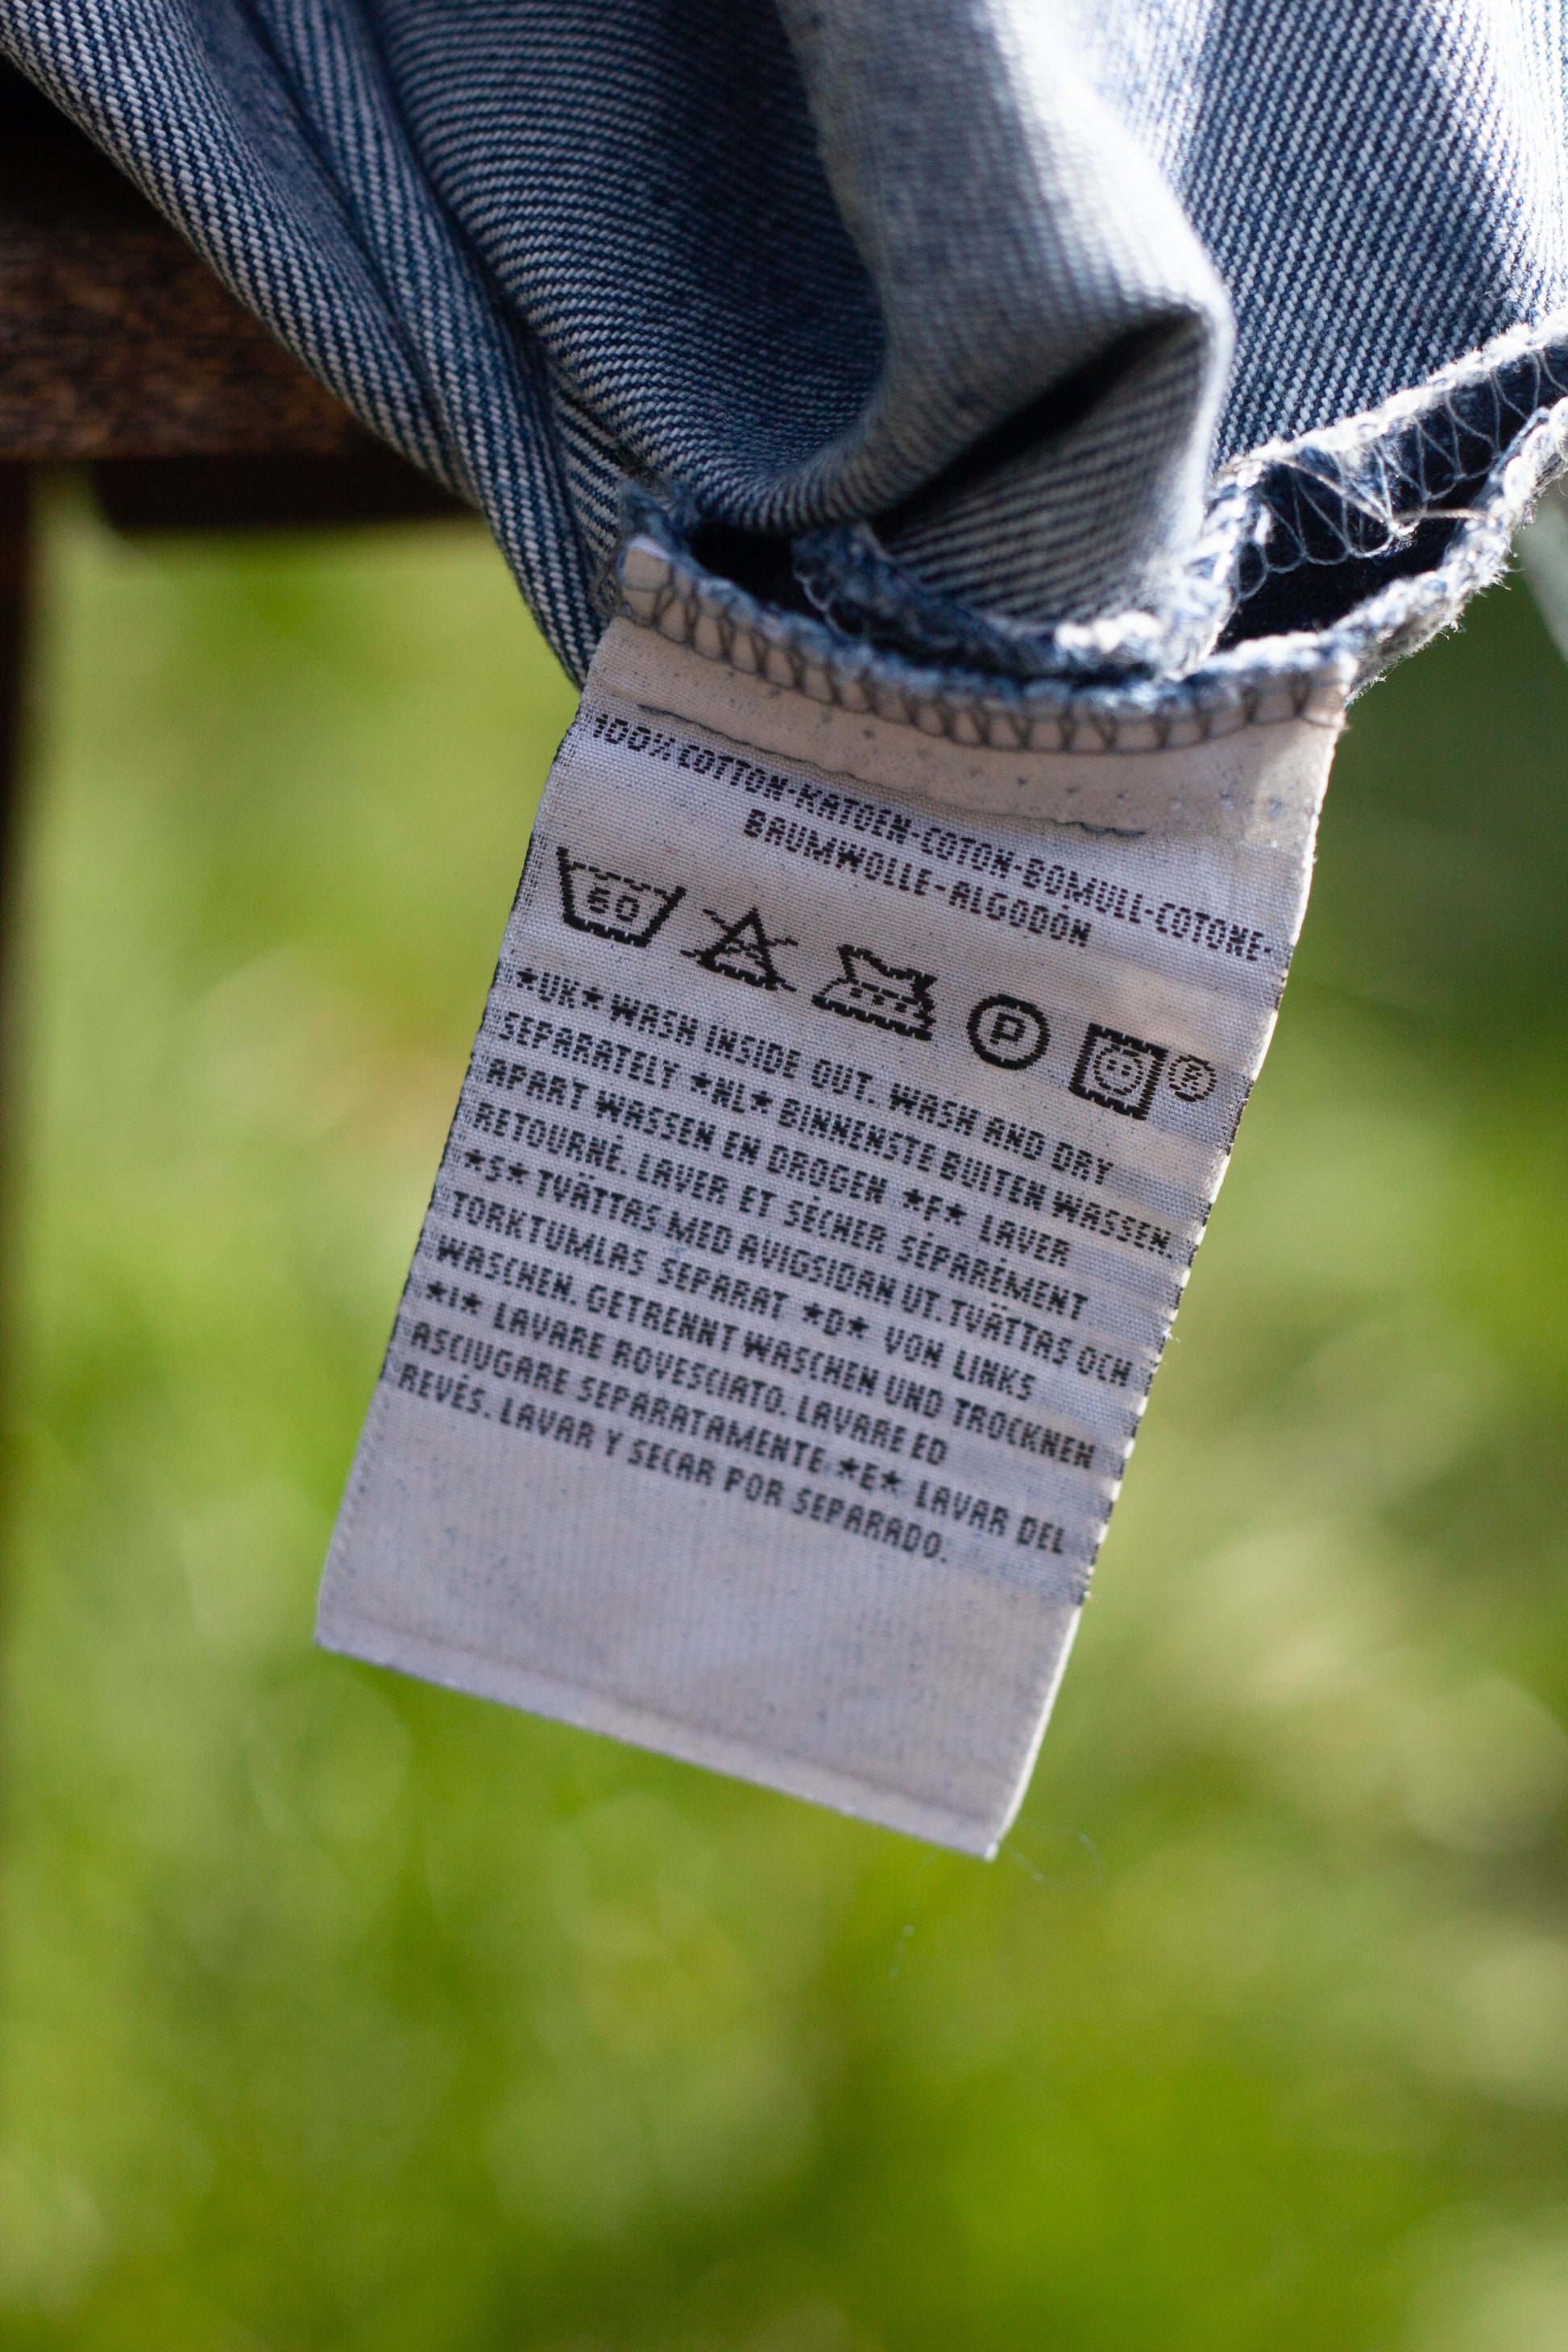 100% COTTON-KATOEN-COTON-BOMULL-COTONE-
BAUMWOLLE-ALGODÓN
60 P ®
*UK* WASH INSIDE OUT. WASH AND DRY
SEPARATELY *NL* BINNENSTE BUITEN WASSEN.
APART WASSEN EN DROGEN *F* LAVER
RETOURNÉ. LAVER ET SÉCHER SÉPARÉMENT
*S* TVÄTTAS MED AVIGSIDAN UT. TVÄTTAS OCH
TORKTUMLAS SEPARAT *D* VON LINKS
WASCHEN. GETRENNT WASCHEN UND TROCKNEN
*I* LAVARE ROVESCIATO. LAVARE ED
ASCIUGARE SEPARATAMENTE *E* LAVAR DEL
REVÉS. LAVAR Y SECAR POR SEPARADO.